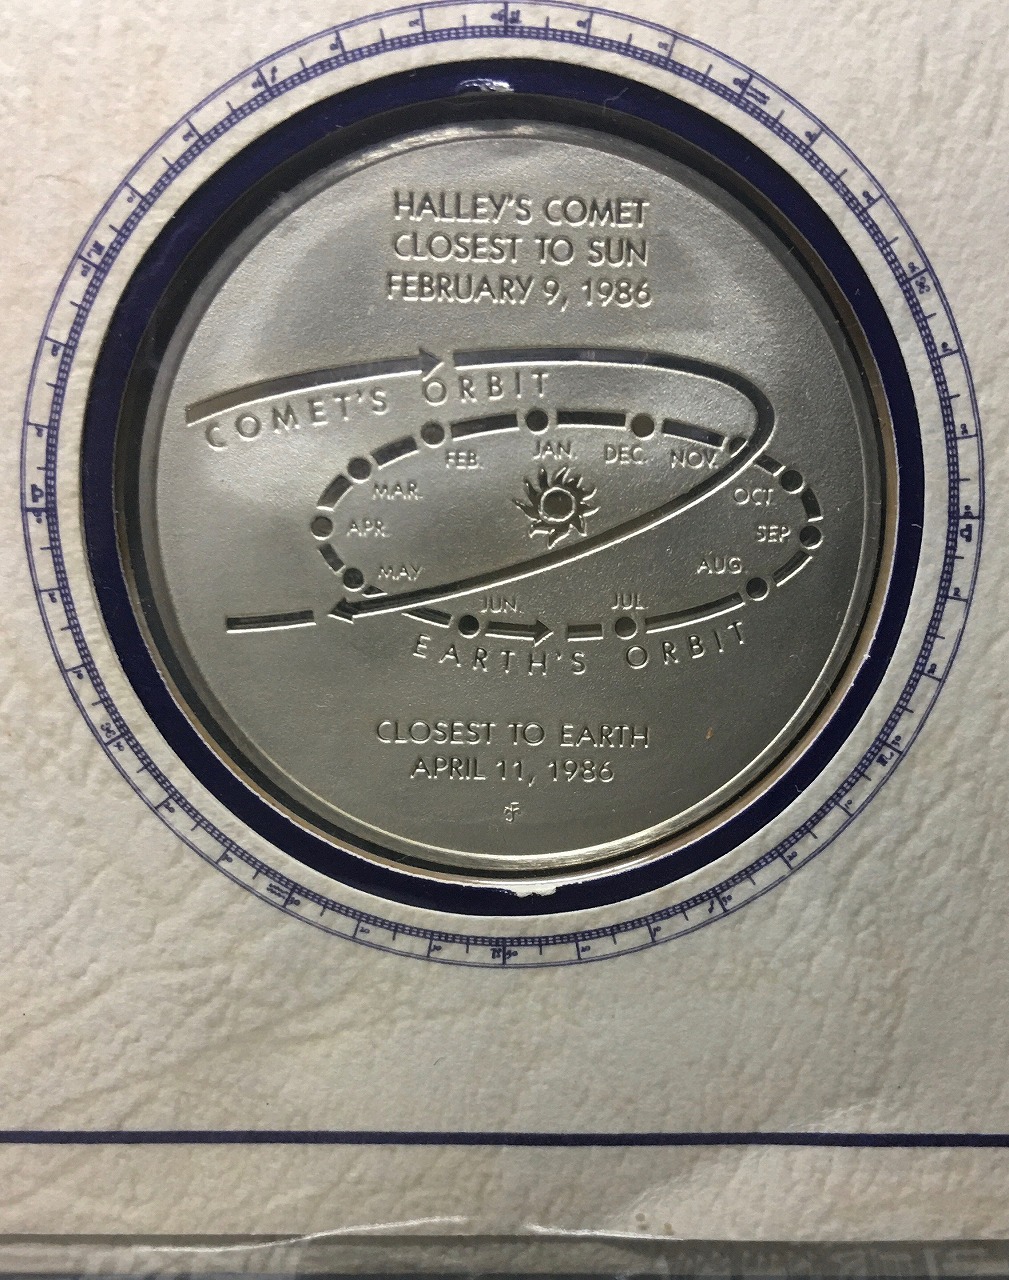 HALLEY'S COMET
CLOSEST TO SUN
FEBRUARY 9, 1986
COMET'S ORBIT
FEB.
JAN.
DEC.
NOV.
MAR.
OCT.
APR.
SEP.
MAY
AUG.
JUN.
JUL.
EARTH'S ORBIT
CLOSEST TO EARTH
APRIL 11, 1986